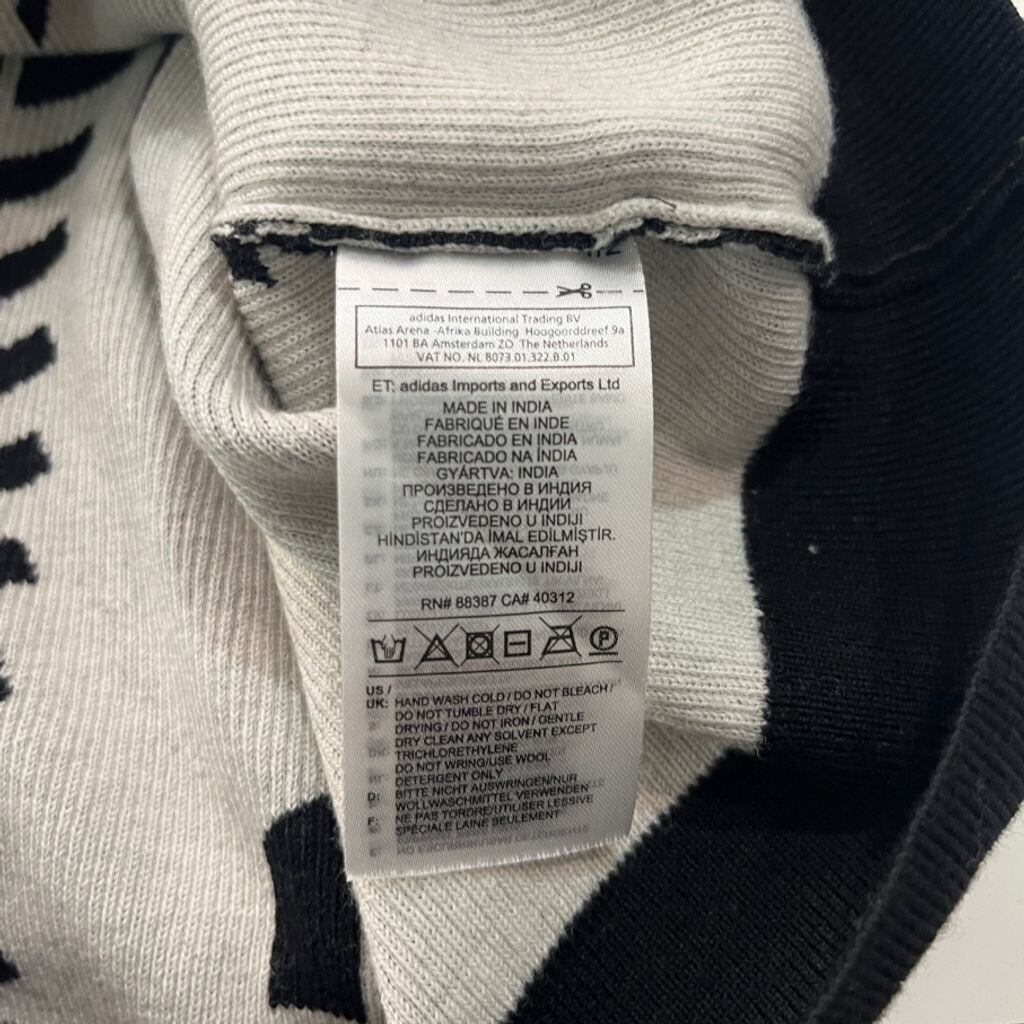 adidas International Trading BV
Atlas Arena -Afrika Building Hoogoorddreef 9a
1101 BA Amsterdam ZO The Netherlands
VAT NO. NL 8073.01.322.B.01
ET: adidas Imports and Exports Ltd
MADE IN INDIA
FABRIQUÉ EN INDE
FABRICADO EN INDIA
FABRICADO NA ÍNDIA
GYÁRTVA: INDIA
ПРОИЗВЕДЕНО В ИНДИЯ
СДЕЛАНО В ИНДИИ
PROIZVEDENO U INDIJI
HİNDİSTAN'DA İMAL EDİLMİŞTİR.
ИНДИЯДА ЖАСАЛҒАН
PROIZVEDENO U INDIJI
RN# 88387 CA# 40312
P
US /
UK: HAND WASH COLD / DO NOT BLEACH /
DO NOT TUMBLE DRY / FLAT
DRYING / DO NOT IRON / GENTLE
DRY CLEAN ANY SOLVENT EXCEPT
TRICHLORETHYLENE
DO NOT WRING/USE WOOL
DETERGENT ONLY
D: BITTE NICHT AUSWRINGEN/NUR
WOLLWASCHMITTEL VERWENDEN
F: NE PAS TORDRE/UTILISER LESSIVE
SPÉCIALE LAINE SEULEMENT